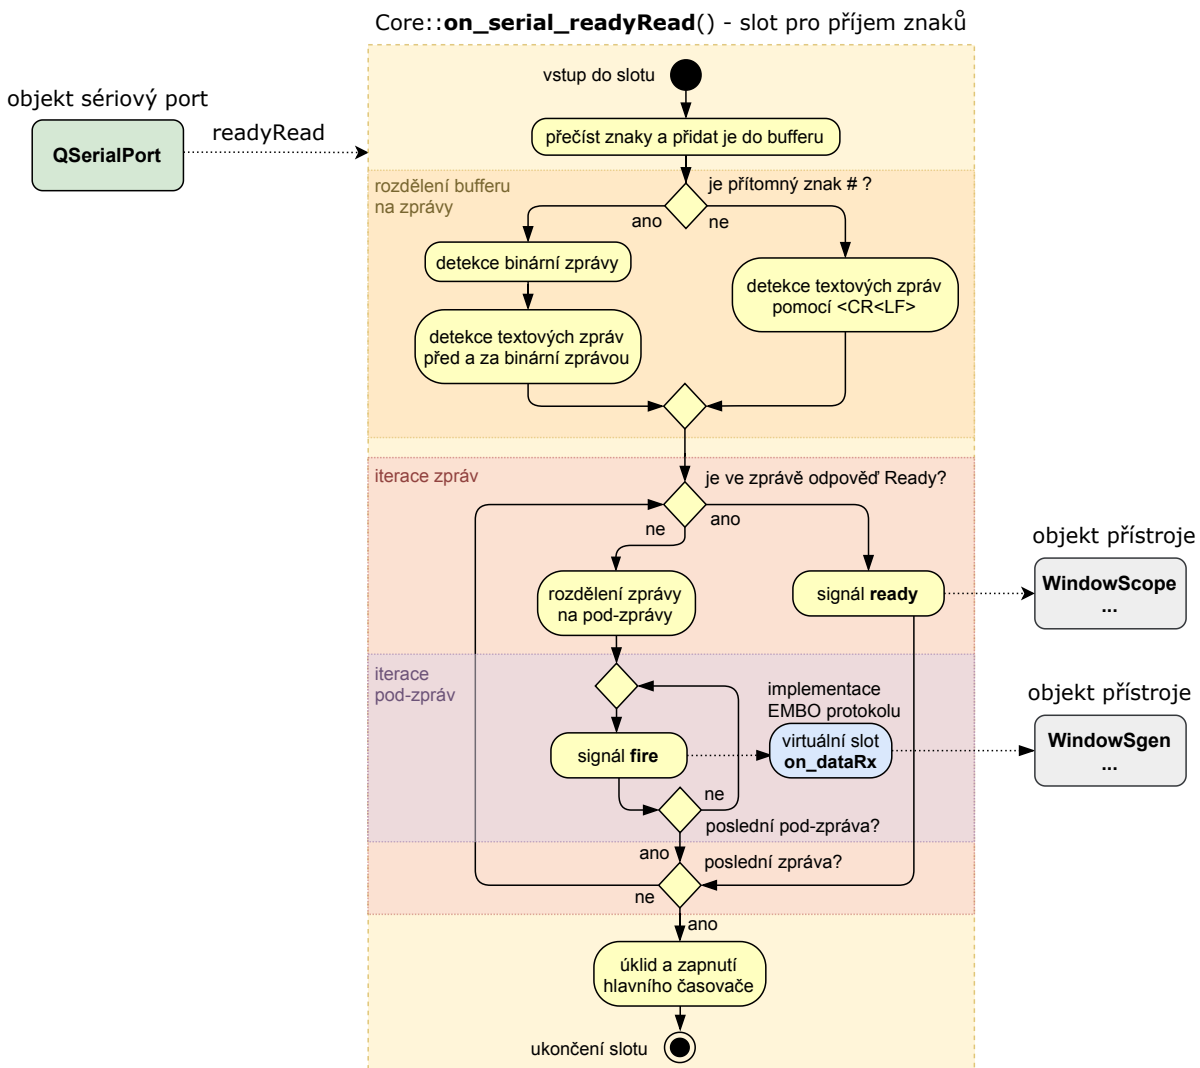 Core::on_serial_readyRead() - slot pro příjem znaků
vstup do slotu
objekt sériový port
QSerialPort
readyRead
přečíst znaky a přidat je do bufferu
rozdělení bufferu
na zprávy
je přítomný znak # ?
ano
ne
detekce binární zprávy
detekce textových zpráv
pomocí <CR<LF>
detekce textových zpráv
před a za binární zprávou
iterace zpráv
je ve zprávě odpověď Ready?
ne
ano
rozdělení zprávy
na pod-zprávy
signál ready
objekt přístroje
WindowScope
...
iterace
pod-zpráv
implementace
EMBO protokolu
signál fire
virtuální slot
on_dataRx
objekt přístroje
WindowSgen
...
ne
poslední pod-zpráva?
ano
poslední zpráva?
ne
ano
úklid a zapnutí
hlavního časovače
ukončení slotu